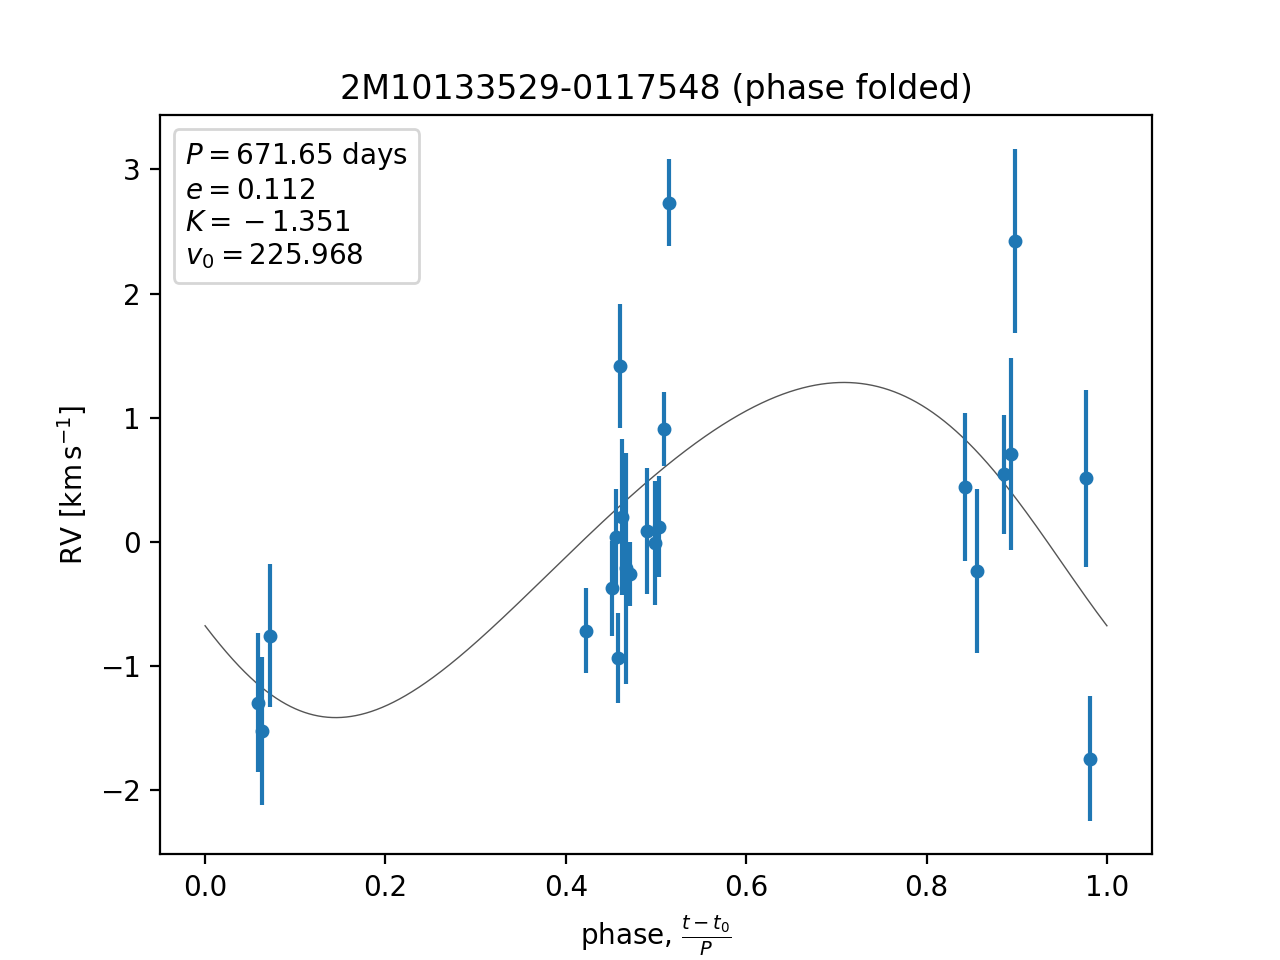 2M10133529-0117548 (phase folded)
P = 671.65 days
e = 0.112
K = −1.351
v₀ = 225.968
3
2
1
0
−1
−2
RV [km s⁻¹]
0.0 0.2 0.4 0.6 0.8 1.0
phase, (t − t₀)/P